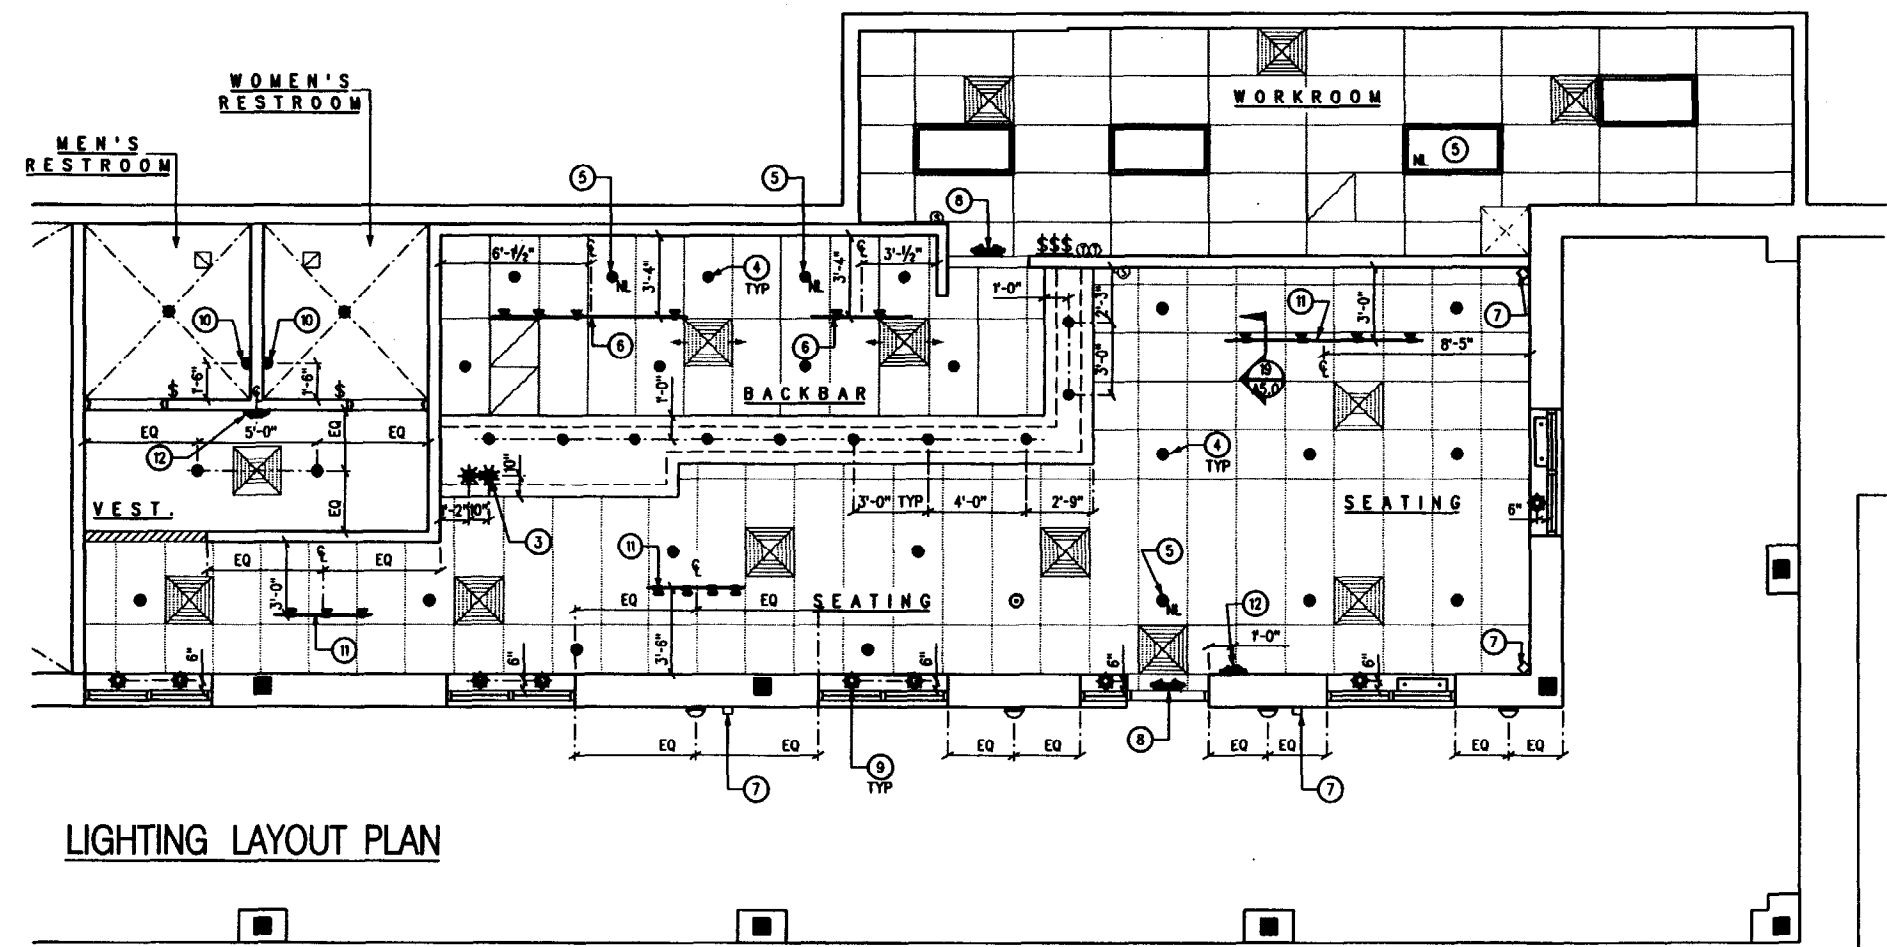 WOMEN'S
RESTROOM
MEN'S
RESTROOM
WORKROOM
NL 5
5
5
8
$$$
6'-1½"
NL
3'-4"
4
TYP
NL
3'-4"
3'-½"
1'-0"
2'-3"
11
3'-0"
7
10
10
6
6
8'-5"
3'-0"
19
A5.0
1'-6"
$
1'-6"
$
1'-0"
BACKBAR
EQ
5'-0"
EQ
EQ
12
4
TYP
VEST.
EQ
10"
1'-2"
10"
3
3'-0" TYP
4'-0"
2'-9"
SEATING
6"
EQ
EQ
11
5
3'-0"
EQ
EQ
SEATING
NL
12
1'-0"
11
6"
6"
3'-6"
6"
6"
6"
7
EQ
EQ
EQ
EQ
8
EQ
EQ
EQ
EQ
7
9
TYP
7
LIGHTING LAYOUT PLAN